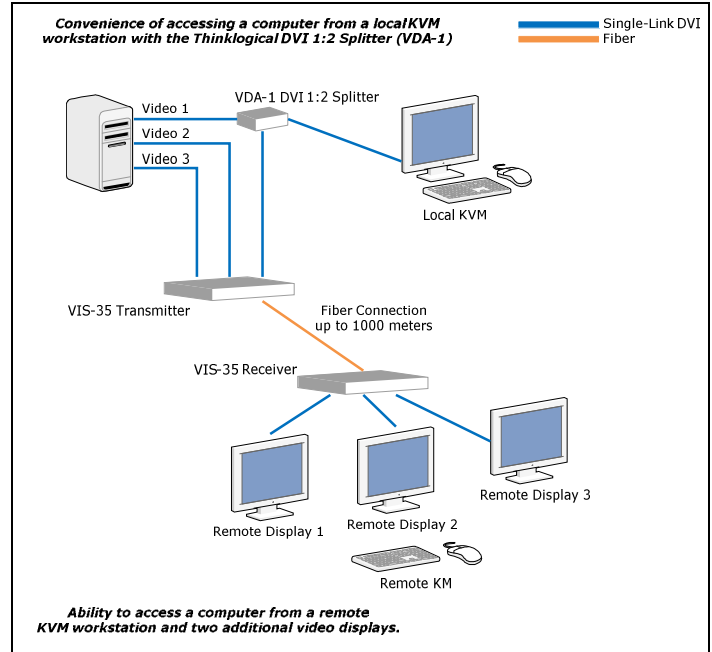 Convenience of accessing a computer from a local KVM
workstation with the Thinklogical DVI 1:2 Splitter (VDA-1)
Single-Link DVI
Fiber
VDA-1 DVI 1:2 Splitter
Video 1
Video 2
Video 3
Local KVM
VIS-35 Transmitter
Fiber Connection
up to 1000 meters
VIS-35 Receiver
Remote Display 1
Remote Display 2
Remote Display 3
Remote KM
Ability to access a computer from a remote
KVM workstation and two additional video displays.